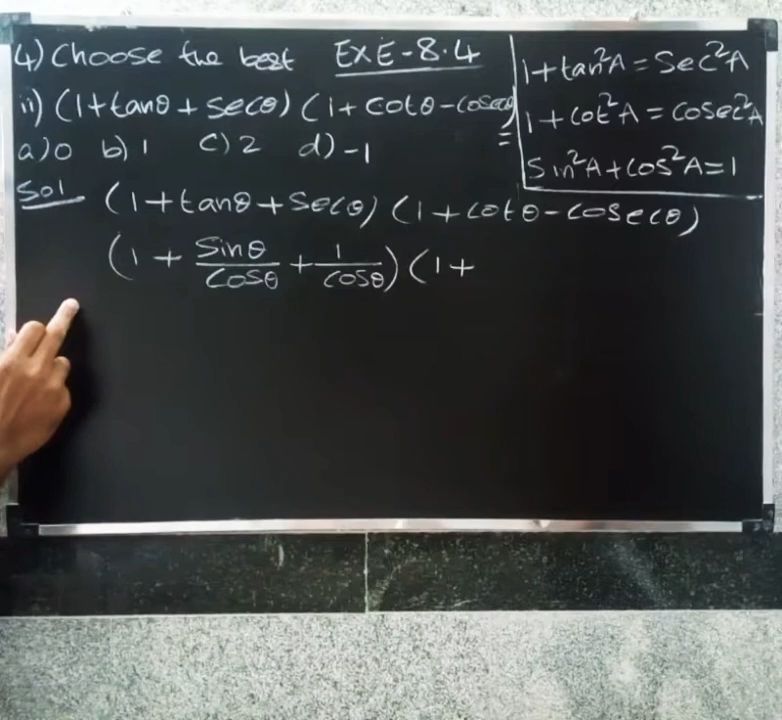 4) Choose the best EXE-8.4
ii) (1+tanθ + secθ) (1+cotθ-cosecθ) =
a) 0 b) 1 c) 2 d) -1
Sol (1+tanθ+secθ) (1+cotθ-cosecθ)
(1 + sinθ/cosθ + 1/cosθ) (1+
1+tan²A = Sec²A
1+cot²A = cosec²A
Sin²A+cos²A=1